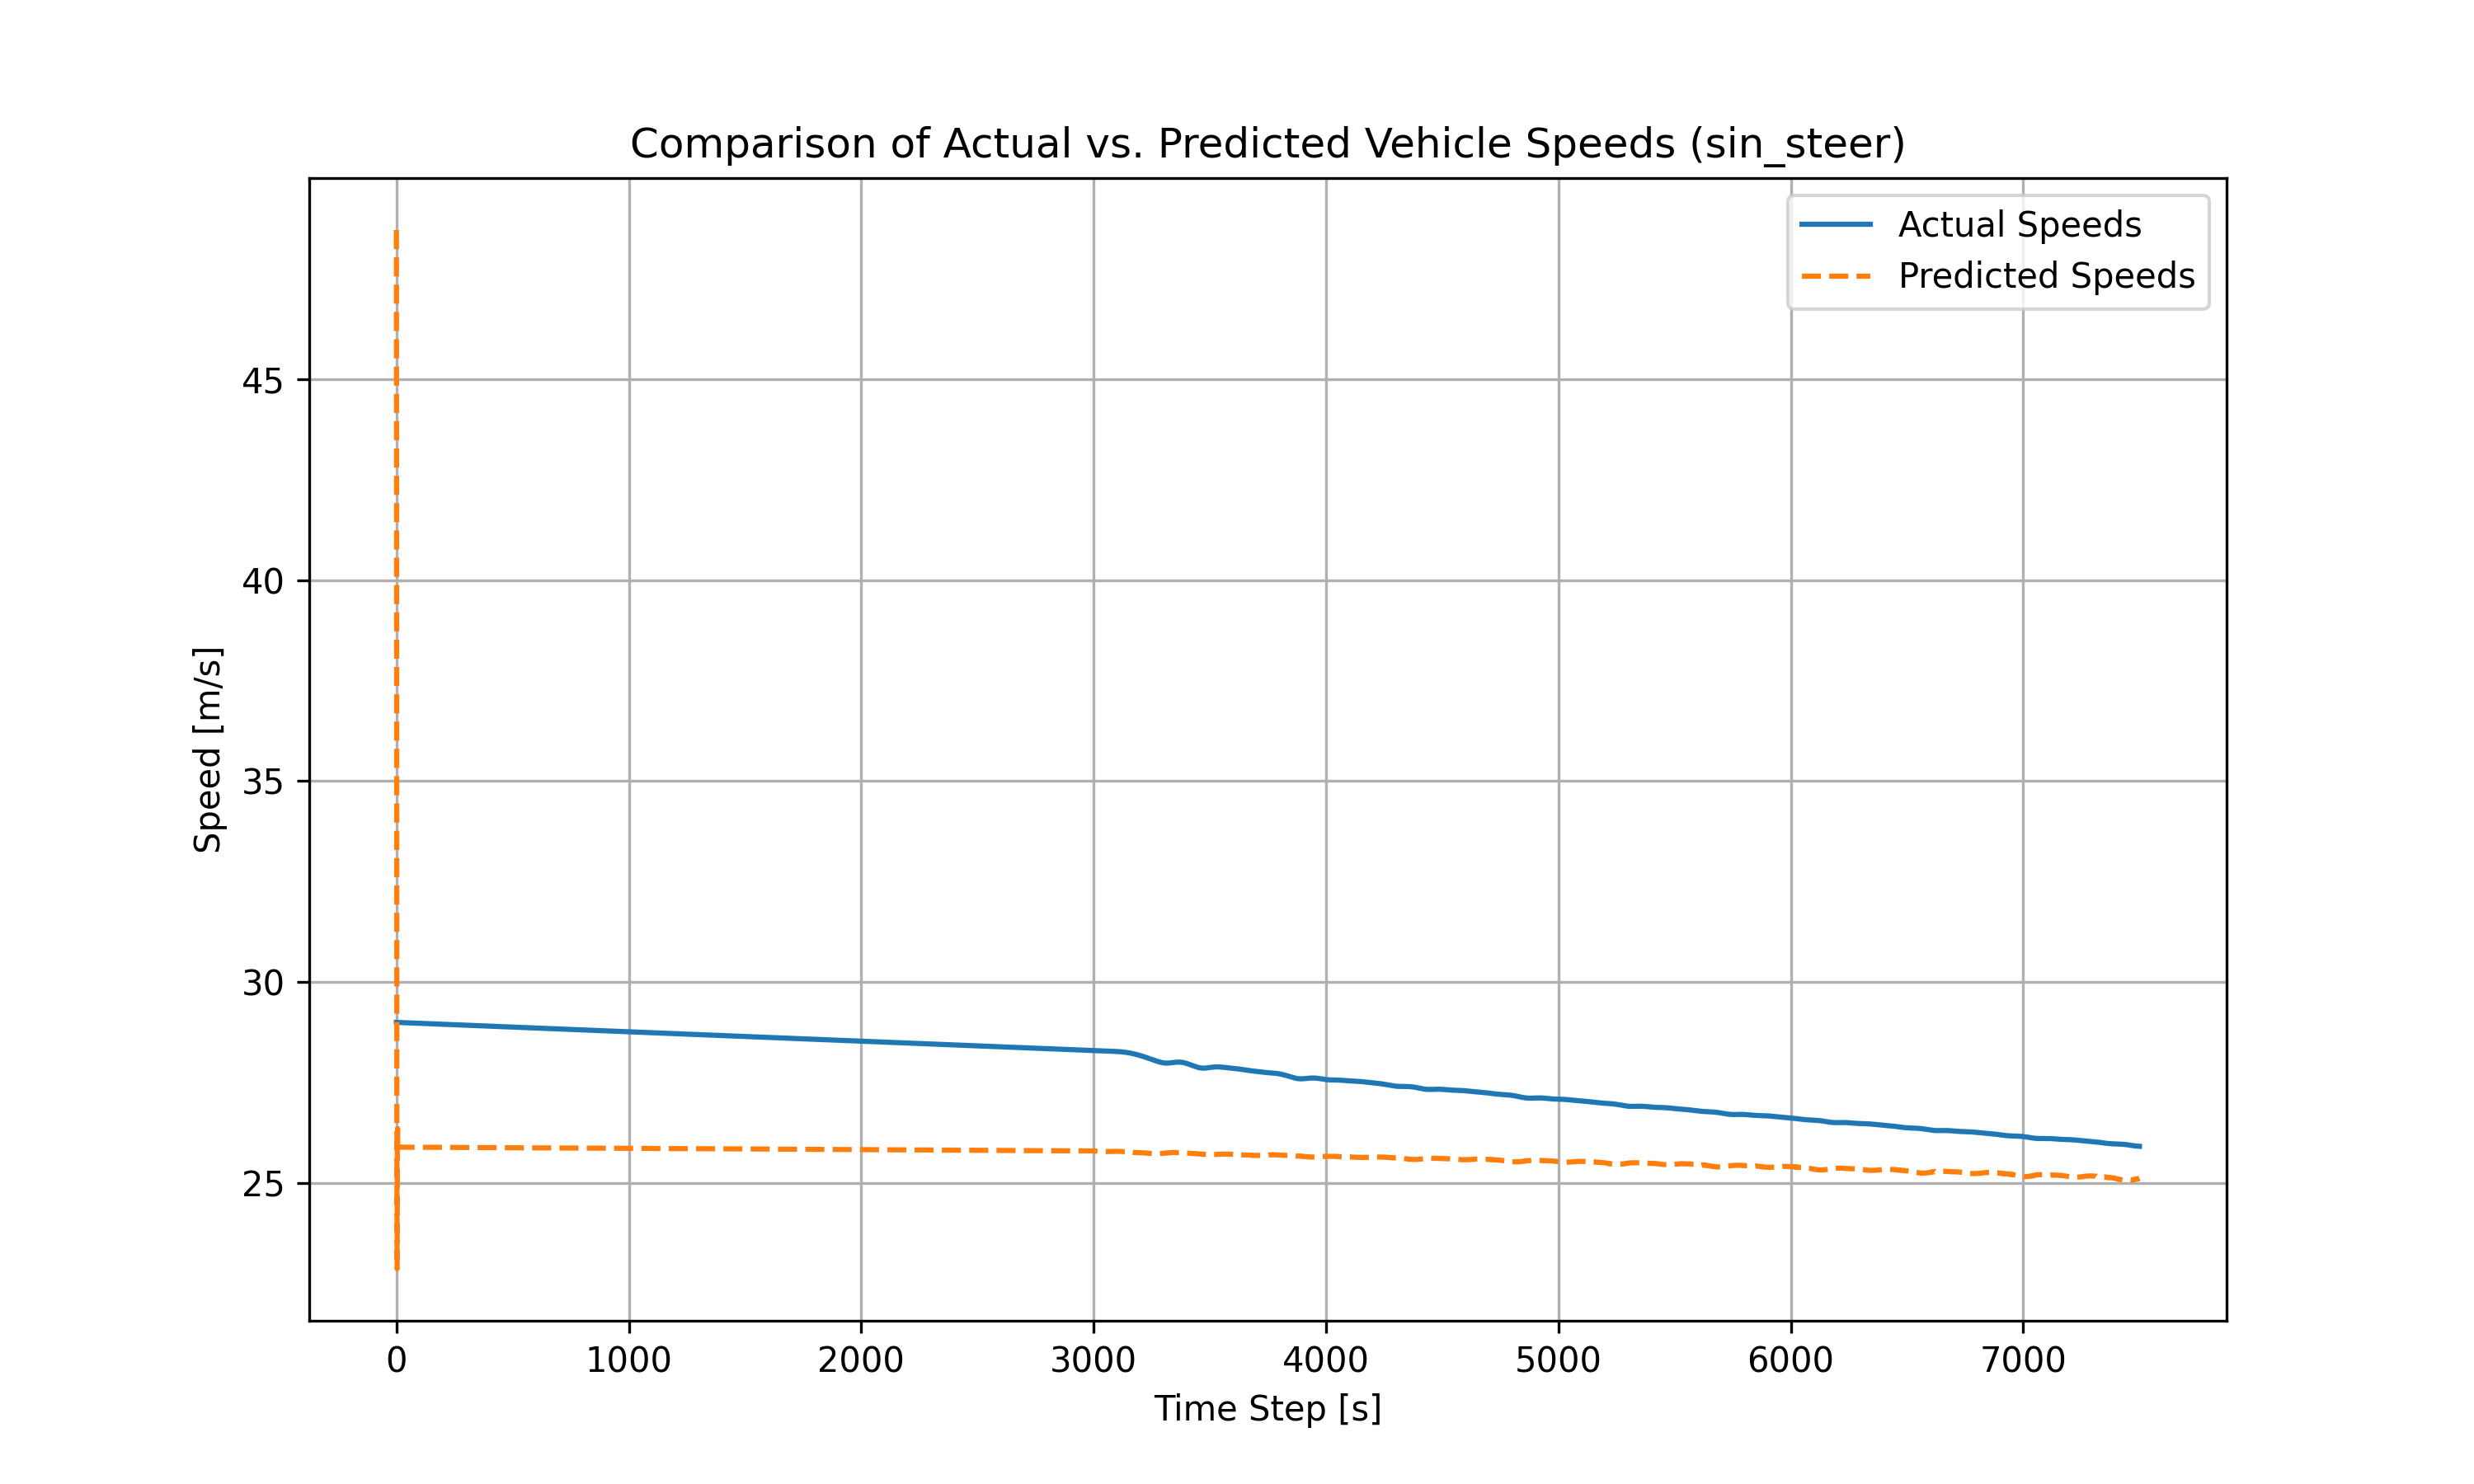 Comparison of Actual vs. Predicted Vehicle Speeds (sin_steer)
Actual Speeds
Predicted Speeds
45
40
35
30
25
Speed [m/s]
0 1000 2000 3000 4000 5000 6000 7000
Time Step [s]